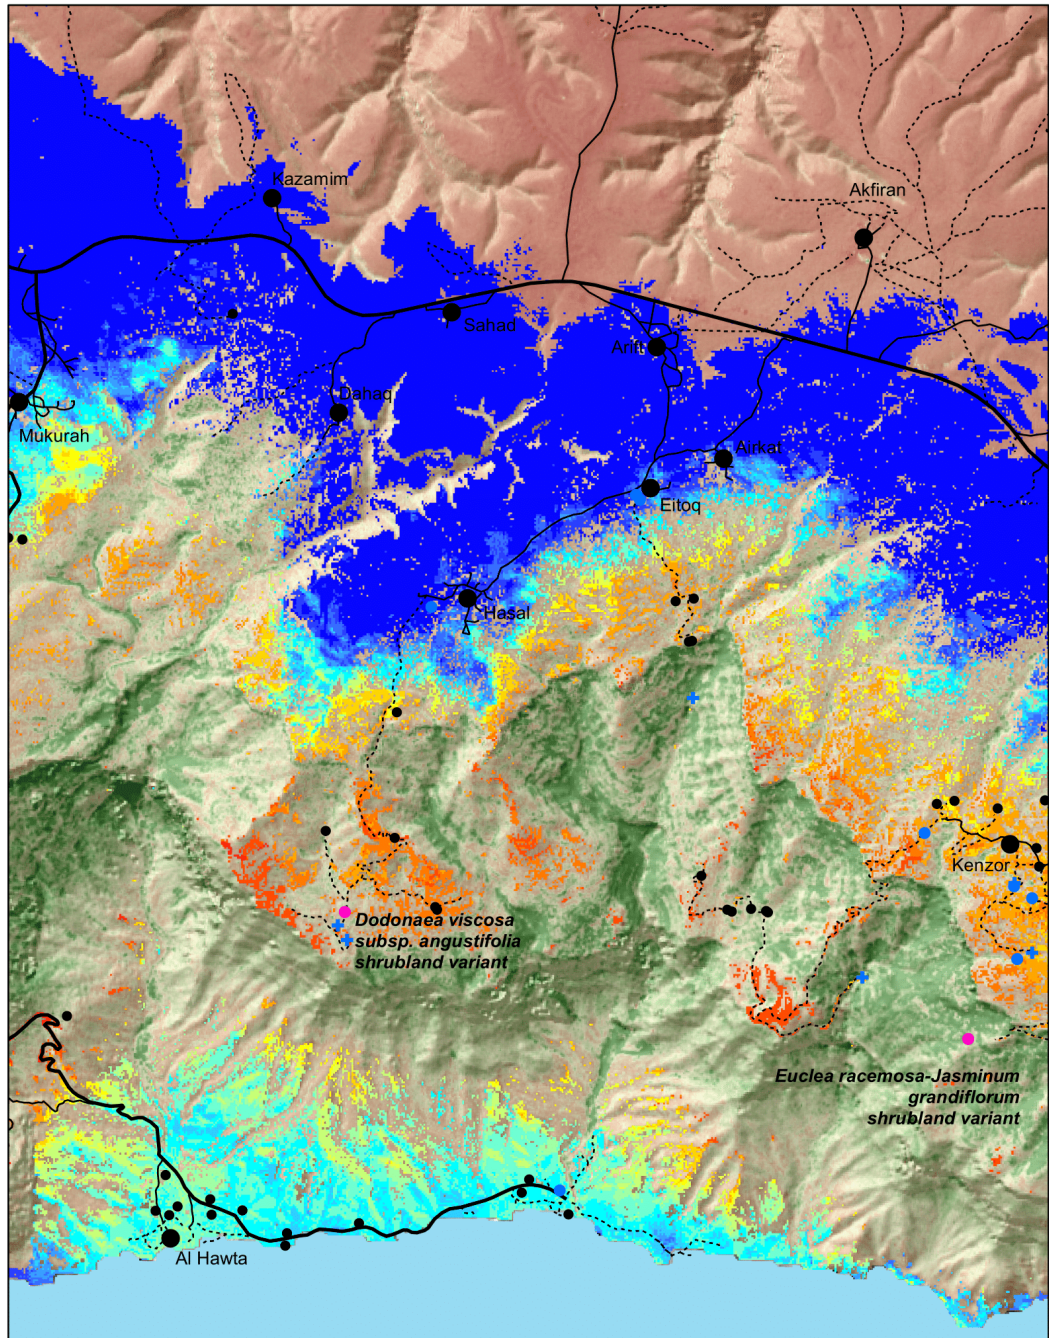 Kazamim
Akfiran
Sahad
Arift
Dahaq
Mukurah
Airkat
Eitoq
Hasal
Kenzor
Dodonaea viscosa
subsp. angustifolia
shrubland variant
Euclea racemosa-Jasminum
grandiflorum
shrubland variant
Al Hawta